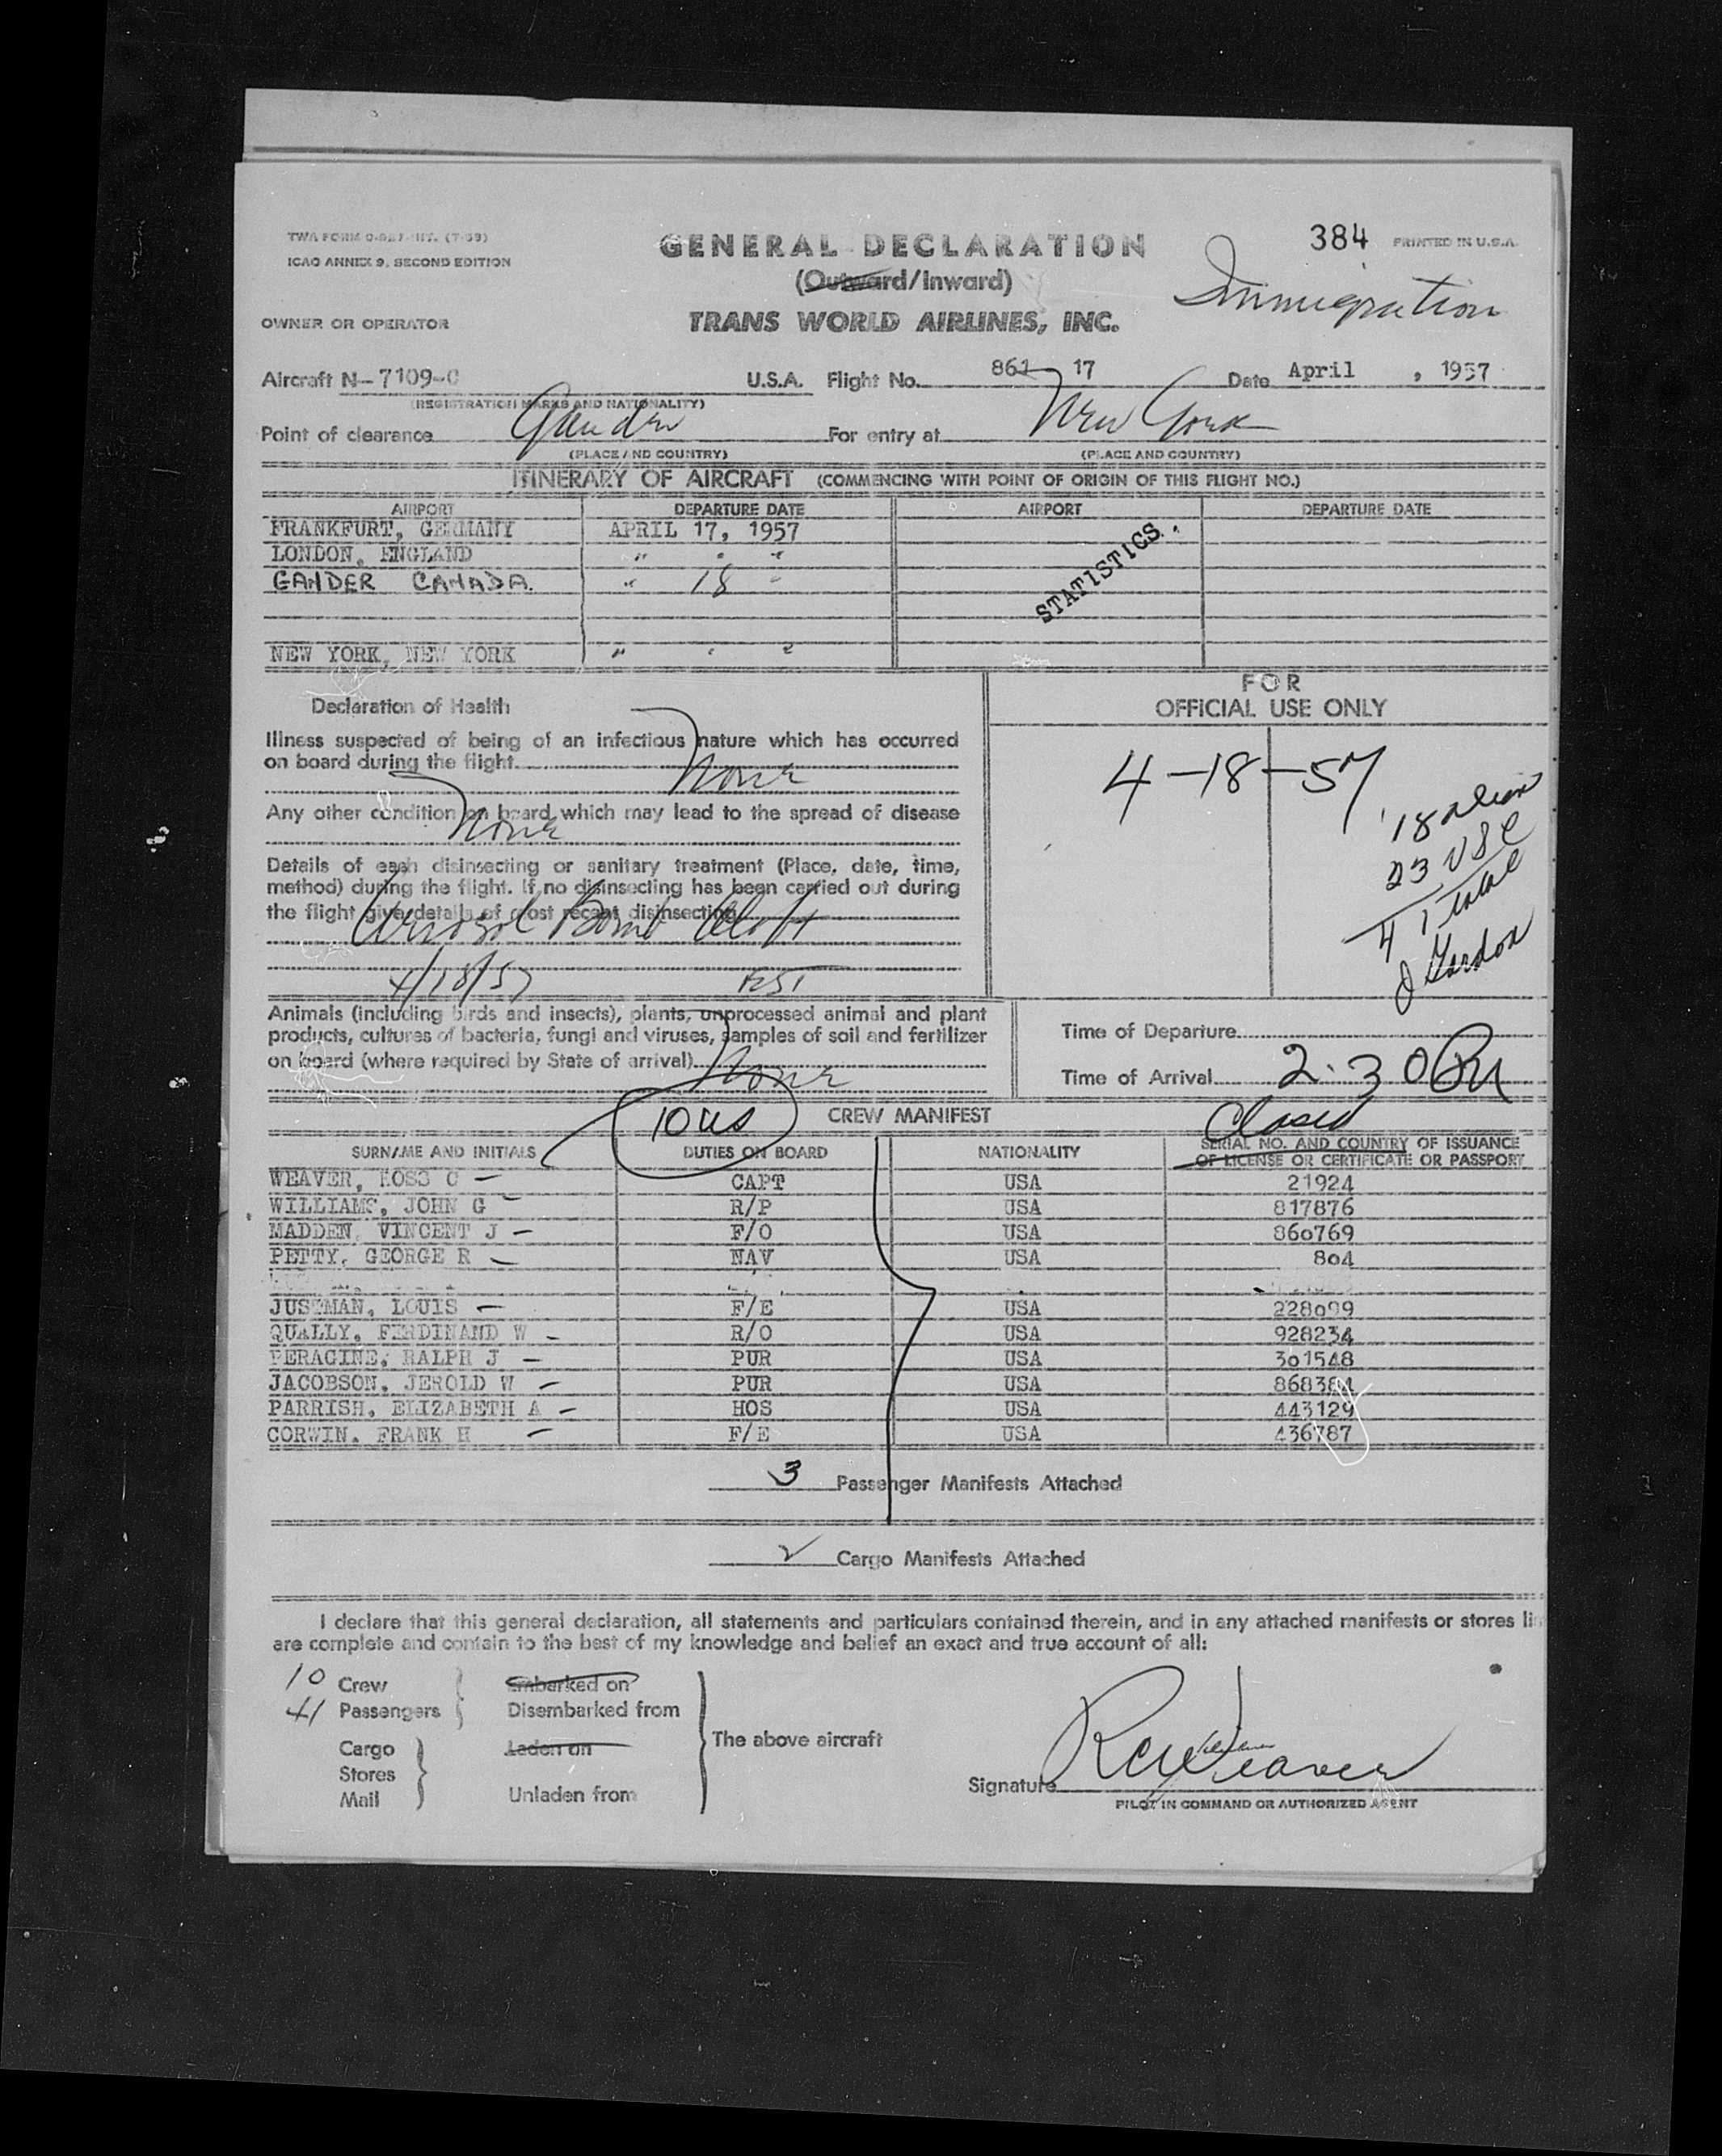 TWA FORM
ICAO ANNEX 9, SECOND EDITION
384
PRINTED IN U.S.A.
GENERAL DECLARATION
(Outward/Inward)
Immigration
OWNER OR OPERATOR
TRANS WORLD AIRLINES, INC.
Aircraft N- 7109-C U.S.A. Flight No. 861 17 Date April , 1957
(REGISTRATION MARKS AND NATIONALITY)
Point of clearance Gander For entry at New York
(PLACE AND COUNTRY) (PLACE AND COUNTRY)
ITINERARY OF AIRCRAFT (COMMENCING WITH POINT OF ORIGIN OF THIS FLIGHT NO.)
AIRPORT DEPARTURE DATE AIRPORT DEPARTURE DATE
FRANKFURT, GERMANY APRIL 17, 1957
LONDON, ENGLAND " " "
GANDER CANADA. " 18 "
NEW YORK, NEW YORK " " "
STATISTICS.
Declaration of Health
Illness suspected of being of an infectious nature which has occurred
on board during the flight None
Any other condition on board which may lead to the spread of disease
None
Details of each disinsecting or sanitary treatment (Place, date, time,
method) during the flight. If no disinsecting has been carried out during
the flight give details of most recent disinsecting
Aerosol Bomb Aloft
4/18/57 EST
FOR
OFFICIAL USE ONLY
4-18-57
18 alien
23 USC
41 total
J Gordon
Animals (including birds and insects), plants, unprocessed animal and plant
products, cultures of bacteria, fungi and viruses, samples of soil and fertilizer
on board (where required by State of arrival) None
Time of Departure
Time of Arrival 2:30 PM
10 US
CREW MANIFEST
Closed
SURNAME AND INITIALS DUTIES ON BOARD NATIONALITY SERIAL NO. AND COUNTRY OF ISSUANCE
OF LICENSE OR CERTIFICATE OR PASSPORT
WEAVER, ROSS C — CAPT USA 21924
WILLIAMS, JOHN G — R/P USA 817876
MADDEN, VINCENT J — F/O USA 860769
PETTY, GEORGE R — NAV USA 804
JUSTMAN, LOUIS — F/E USA 228099
QUALLY, FERDINAND W — R/O USA 928234
PERAGINE, RALPH J — PUR USA 301548
JACOBSON, JEROLD W — PUR USA 868384
PARRISH, ELIZABETH A — HOS USA 443129
CORWIN, FRANK H — F/E USA 436787
3 Passenger Manifests Attached
2 Cargo Manifests Attached
I declare that this general declaration, all statements and particulars contained therein, and in any attached manifests or stores li
are complete and contain to the best of my knowledge and belief an exact and true account of all:
10 Crew Embarked on
41 Passengers Disembarked from
The above aircraft
Cargo Laden on
Stores
Mail Unladen from
Signature RC Weaver
PILOT IN COMMAND OR AUTHORIZED AGENT